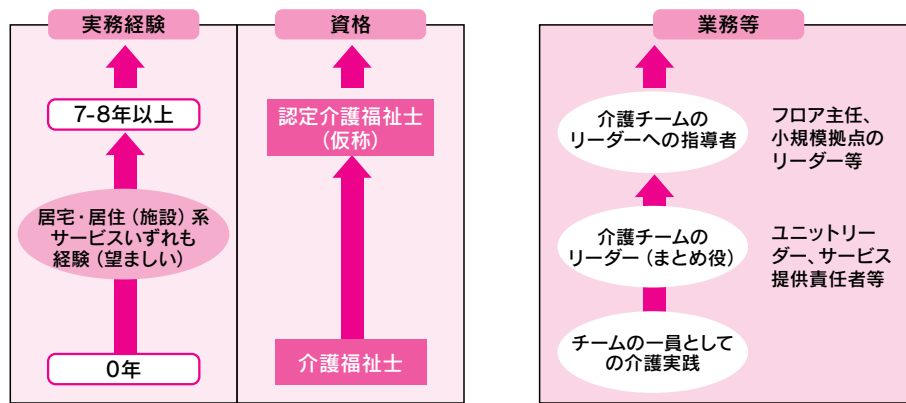 実務経験
7-8年以上
居宅・居住（施設）系
サービスいずれも
経験（望ましい）
0年
資格
認定介護福祉士
（仮称）
介護福祉士
業務等
介護チームの
リーダーへの指導者
フロア主任、
小規模拠点の
リーダー等
介護チームの
リーダー（まとめ役）
ユニットリー
ダー、サービス
提供責任者等
チームの一員として
の介護実践